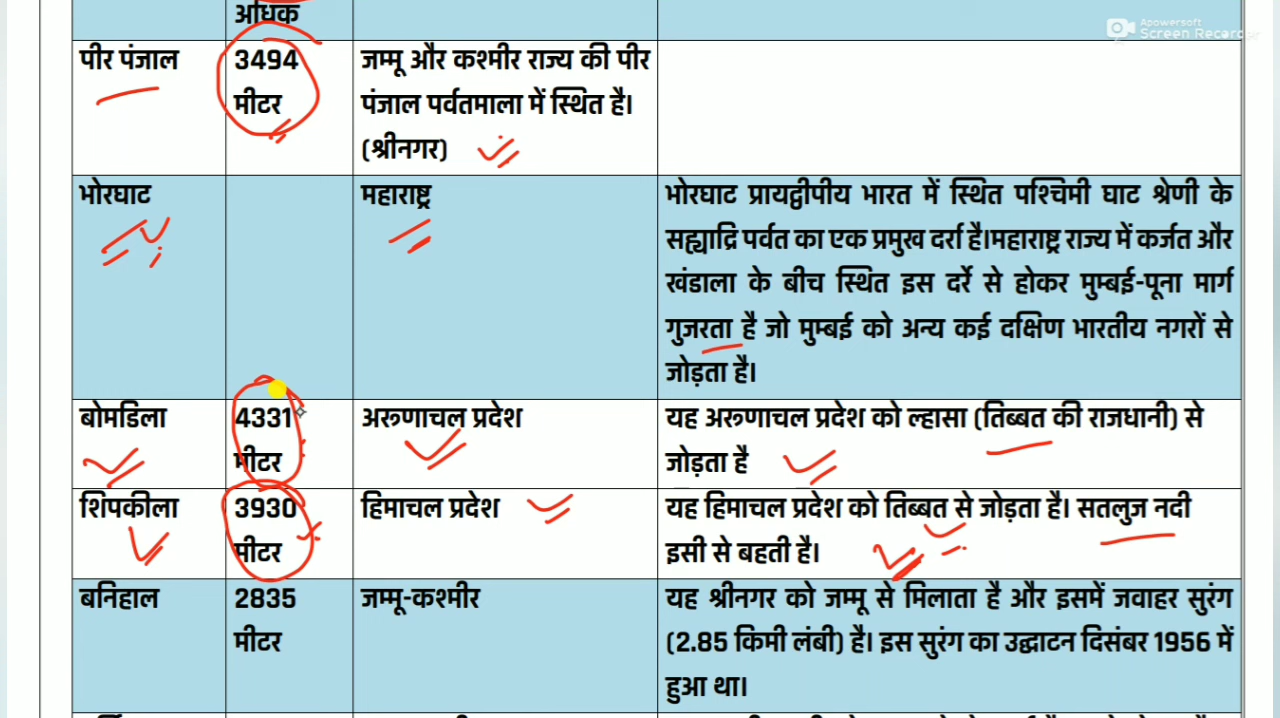 अधिक
Apowersoft
Screen Recorder
पीर पंजाल
3494
मीटर
जम्मू और कश्मीर राज्य की पीर
पंजाल पर्वतमाला में स्थित है।
(श्रीनगर)
भोरघाट
महाराष्ट्र
भोरघाट प्रायद्वीपीय भारत में स्थित पश्चिमी घाट श्रेणी के
सह्याद्रि पर्वत का एक प्रमुख दर्रा है।महाराष्ट्र राज्य में कर्जत और
खंडाला के बीच स्थित इस दर्रे से होकर मुम्बई-पूना मार्ग
गुजरता है जो मुम्बई को अन्य कई दक्षिण भारतीय नगरों से
जोड़ता है।
बोमडिला
4331
मीटर
अरूणाचल प्रदेश
यह अरूणाचल प्रदेश को ल्हासा (तिब्बत की राजधानी) से
जोड़ता है
शिपकीला
3930
मीटर
हिमाचल प्रदेश
यह हिमाचल प्रदेश को तिब्बत से जोड़ता है। सतलुज नदी
इसी से बहती है।
बनिहाल
2835
मीटर
जम्मू-कश्मीर
यह श्रीनगर को जम्मू से मिलाता है और इसमें जवाहर सुरंग
(2.85 किमी लंबी) है। इस सुरंग का उद्घाटन दिसंबर 1956 में
हुआ था।